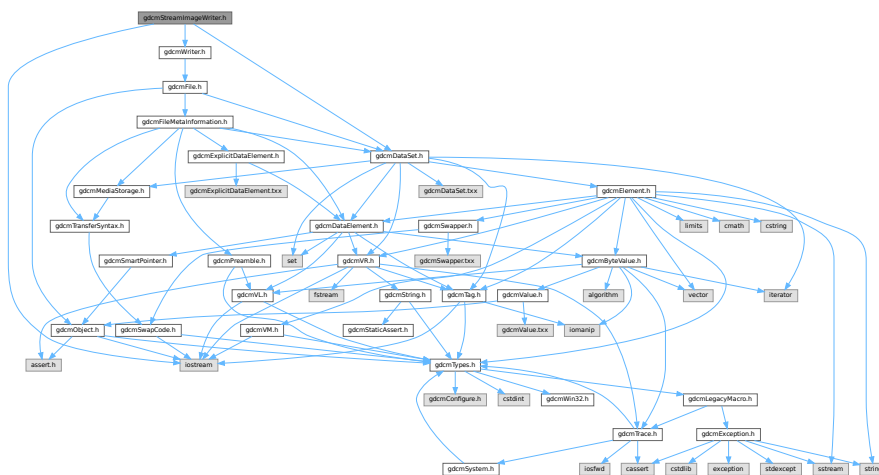 gdcmStreamImageWriter.h
gdcmWriter.h
gdcmFile.h
gdcmFileMetaInformation.h
gdcmExplicitDataElement.h
gdcmDataSet.h
gdcmMediaStorage.h
gdcmExplicitDataElement.txx
gdcmDataSet.txx
gdcmElement.h
gdcmTransferSyntax.h
gdcmDataElement.h
gdcmSwapper.h
limits
cmath
cstring
gdcmSmartPointer.h
gdcmPreamble.h
set
gdcmVR.h
gdcmSwapper.txx
gdcmByteValue.h
gdcmVL.h
fstream
gdcmString.h
gdcmTag.h
gdcmValue.h
algorithm
vector
iterator
gdcmObject.h
gdcmSwapCode.h
gdcmVM.h
gdcmStaticAssert.h
gdcmValue.txx
iomanip
assert.h
iostream
gdcmTypes.h
gdcmConfigure.h
cstdint
gdcmWin32.h
gdcmLegacyMacro.h
gdcmTrace.h
gdcmException.h
gdcmSystem.h
iosfwd
cassert
cstdlib
exception
stdexcept
sstream